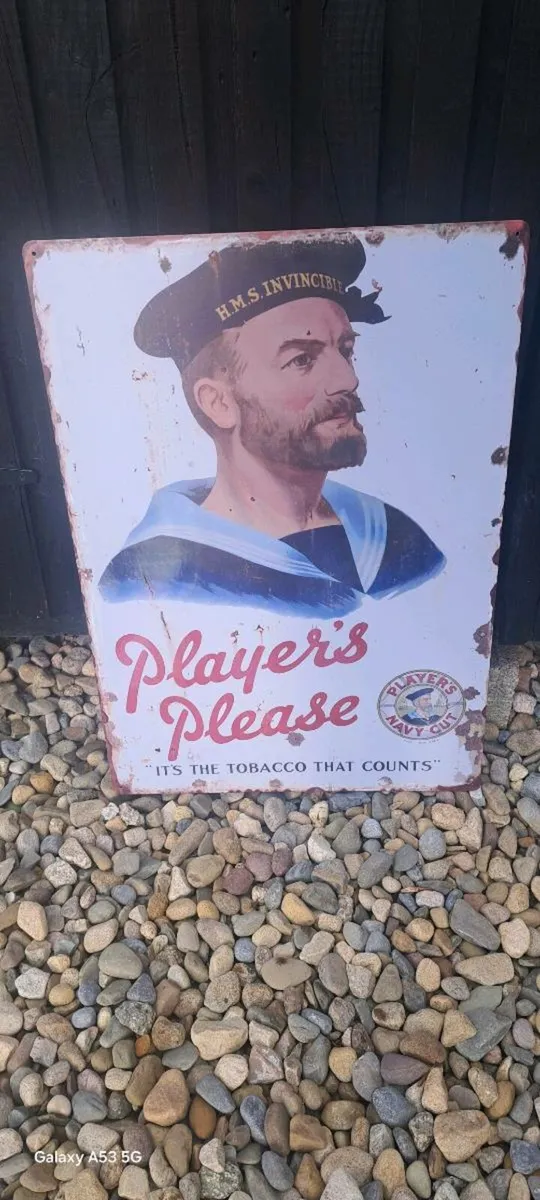 H.M.S. INVINCIBLE
Player's
Please
PLAYER'S
NAVY CUT
"IT'S THE TOBACCO THAT COUNTS"
Galaxy A53 5G